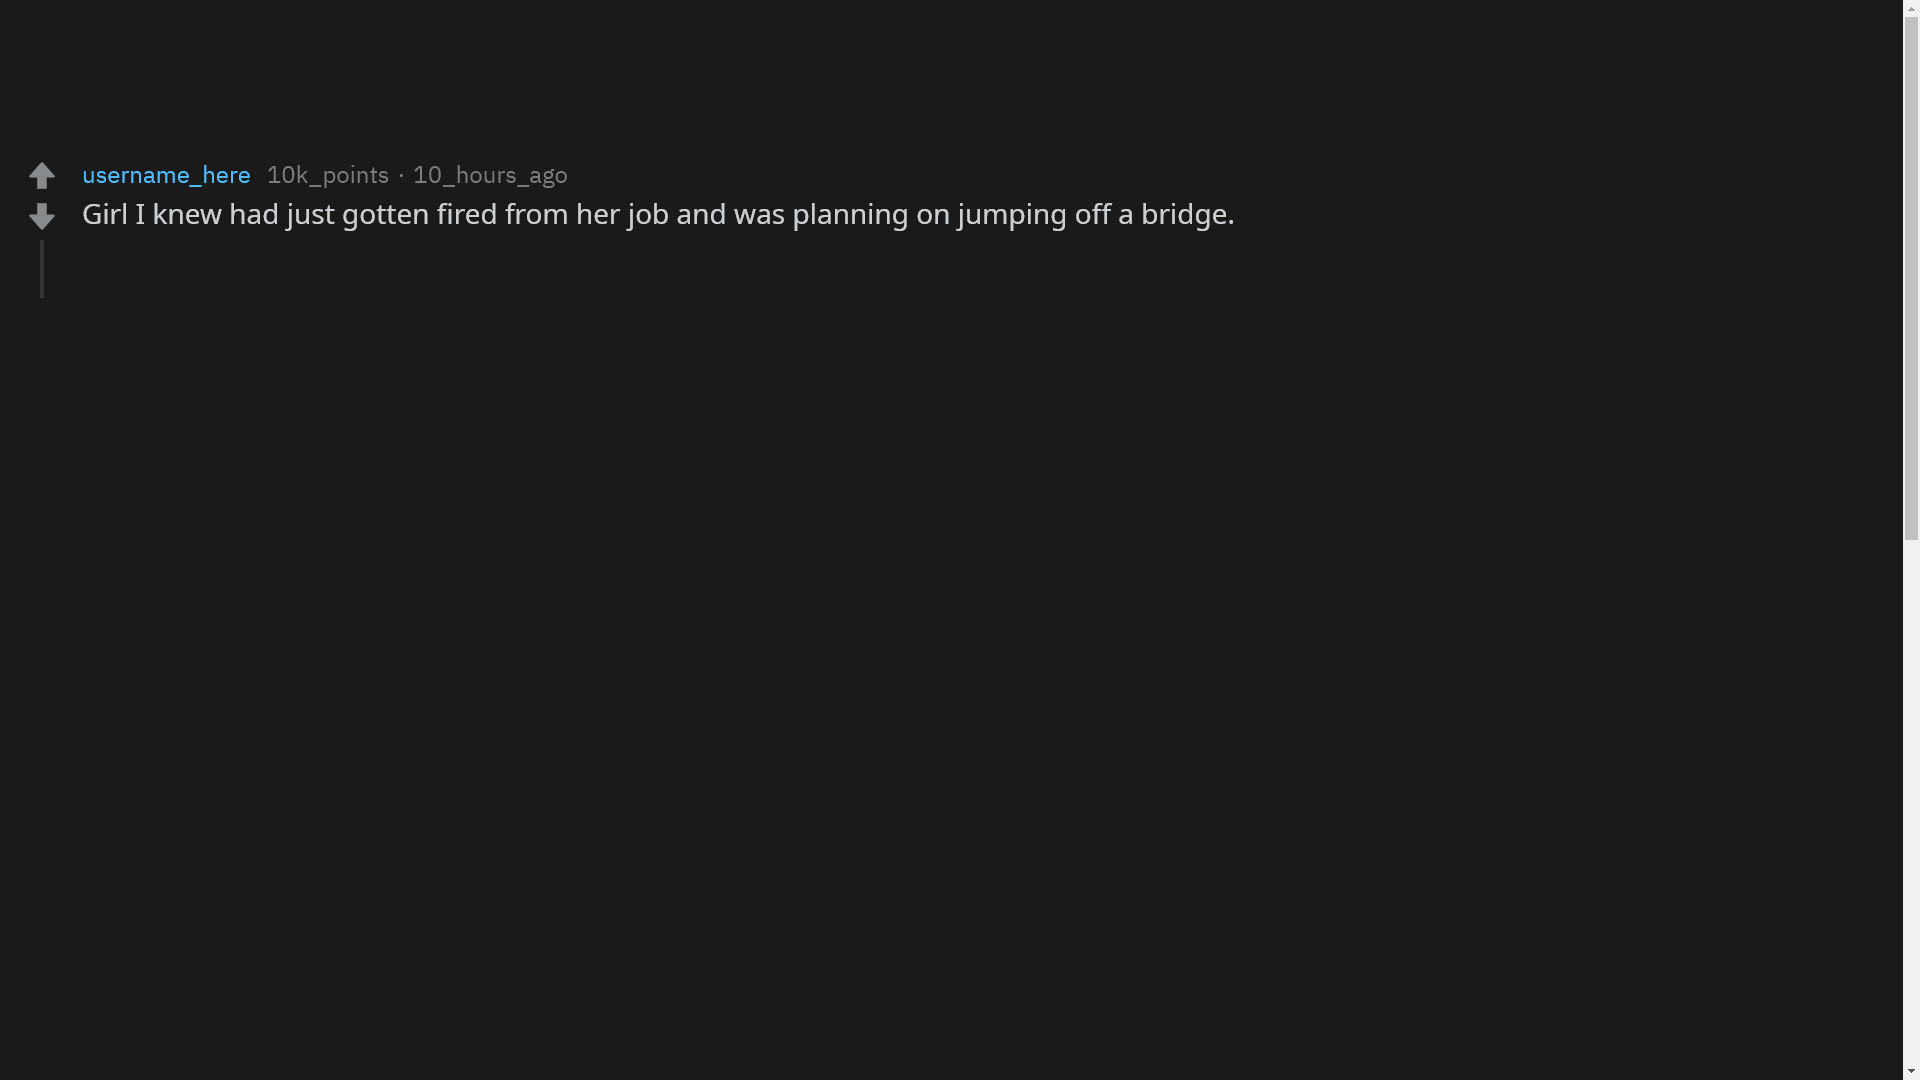 username_here 10k_points · 10_hours_ago
Girl I knew had just gotten fired from her job and was planning on jumping off a bridge.